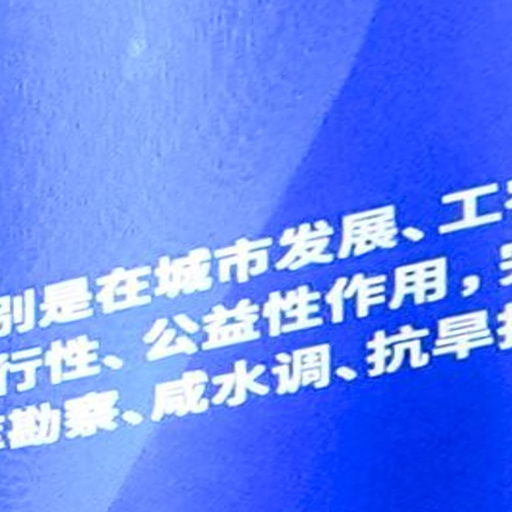 别是在城市发展、工
行性、公益性作用，
勘察、咸水调、抗旱